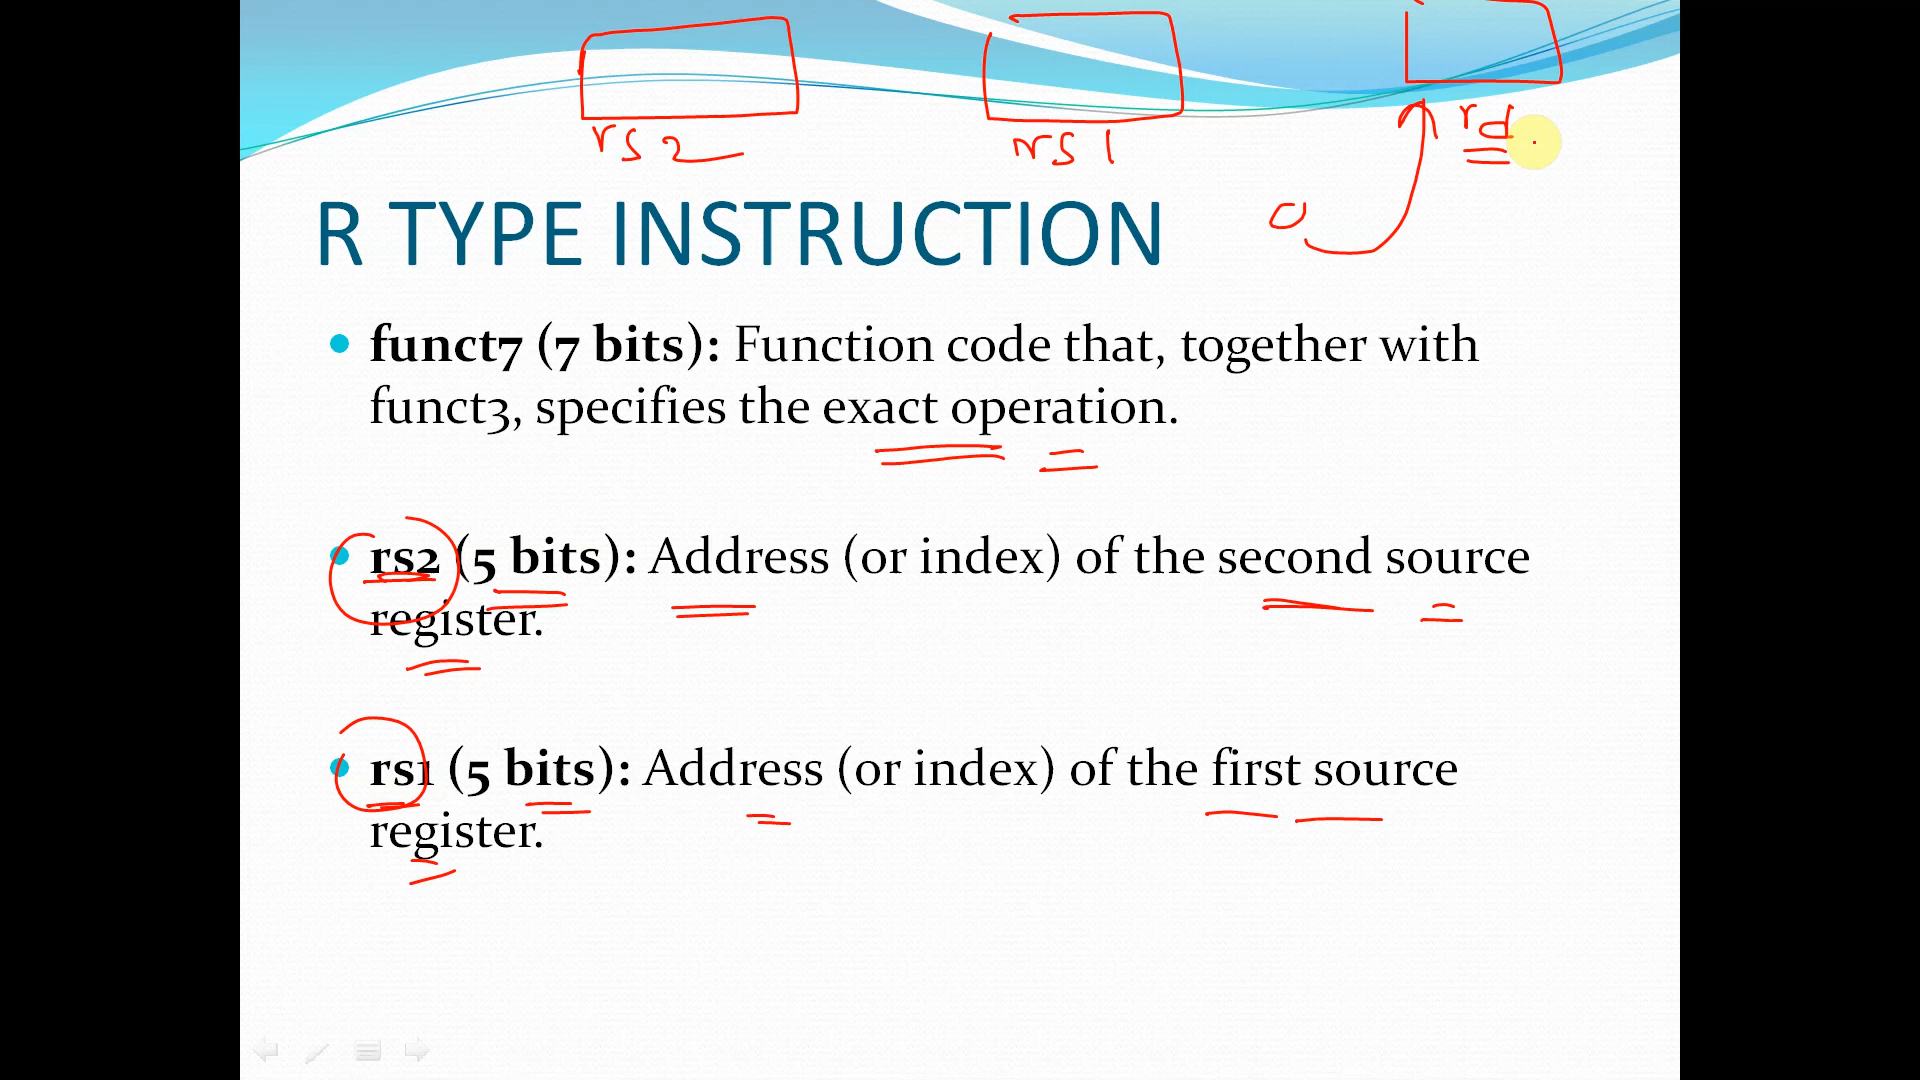 rs2 rs1 rd
R TYPE INSTRUCTION
• funct7 (7 bits): Function code that, together with
funct3, specifies the exact operation.
• rs2 (5 bits): Address (or index) of the second source
register.
• rs1 (5 bits): Address (or index) of the first source
register.